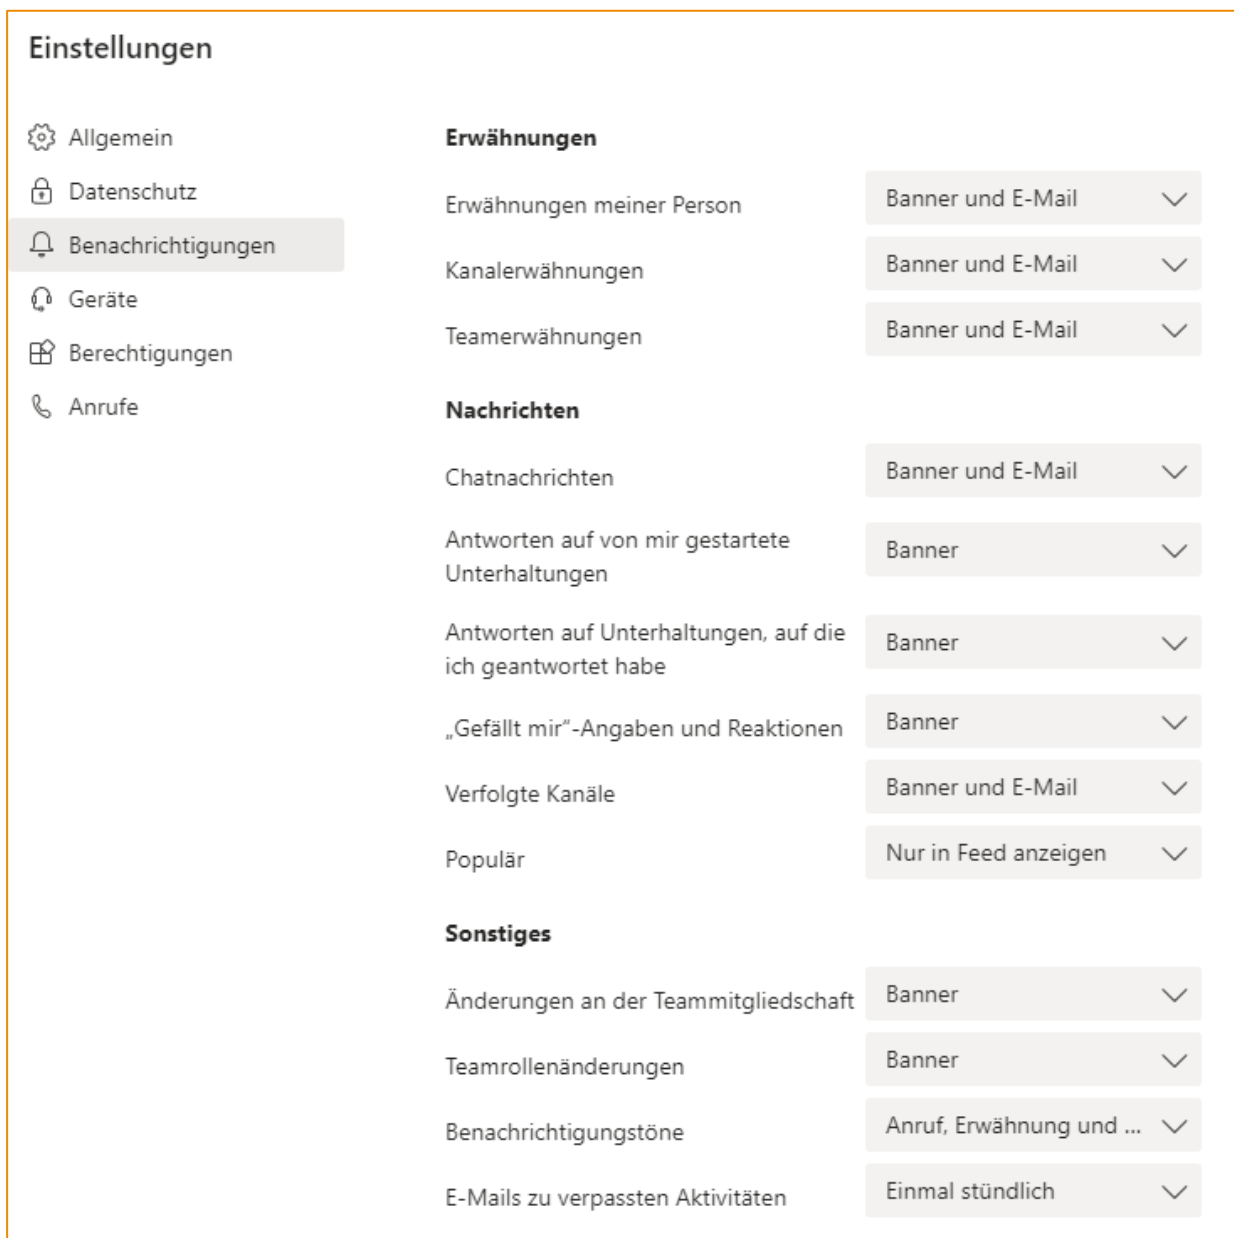 Einstellungen
Allgemein
Datenschutz
Benachrichtigungen
Geräte
Berechtigungen
Anrufe
Erwähnungen
Erwähnungen meiner Person
Banner und E-Mail
Kanalerwähnungen
Banner und E-Mail
Teamerwähnungen
Banner und E-Mail
Nachrichten
Chatnachrichten
Banner und E-Mail
Antworten auf von mir gestartete
Unterhaltungen
Banner
Antworten auf Unterhaltungen, auf die
ich geantwortet habe
Banner
„Gefällt mir“-Angaben und Reaktionen
Banner
Verfolgte Kanäle
Banner und E-Mail
Populär
Nur in Feed anzeigen
Sonstiges
Änderungen an der Teammitgliedschaft
Banner
Teamrollenänderungen
Banner
Benachrichtigungstöne
Anruf, Erwähnung und ...
E-Mails zu verpassten Aktivitäten
Einmal stündlich